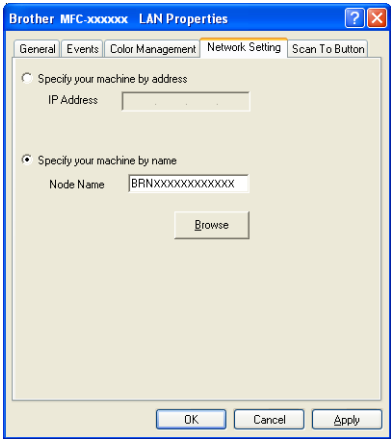 Brother MFC-xxxxxx LAN Properties
General Events Color Management Network Setting Scan To Button
Specify your machine by address
IP Address
Specify your machine by name
Node Name BRNXXXXXXXXXXXX
Browse
OK Cancel Apply